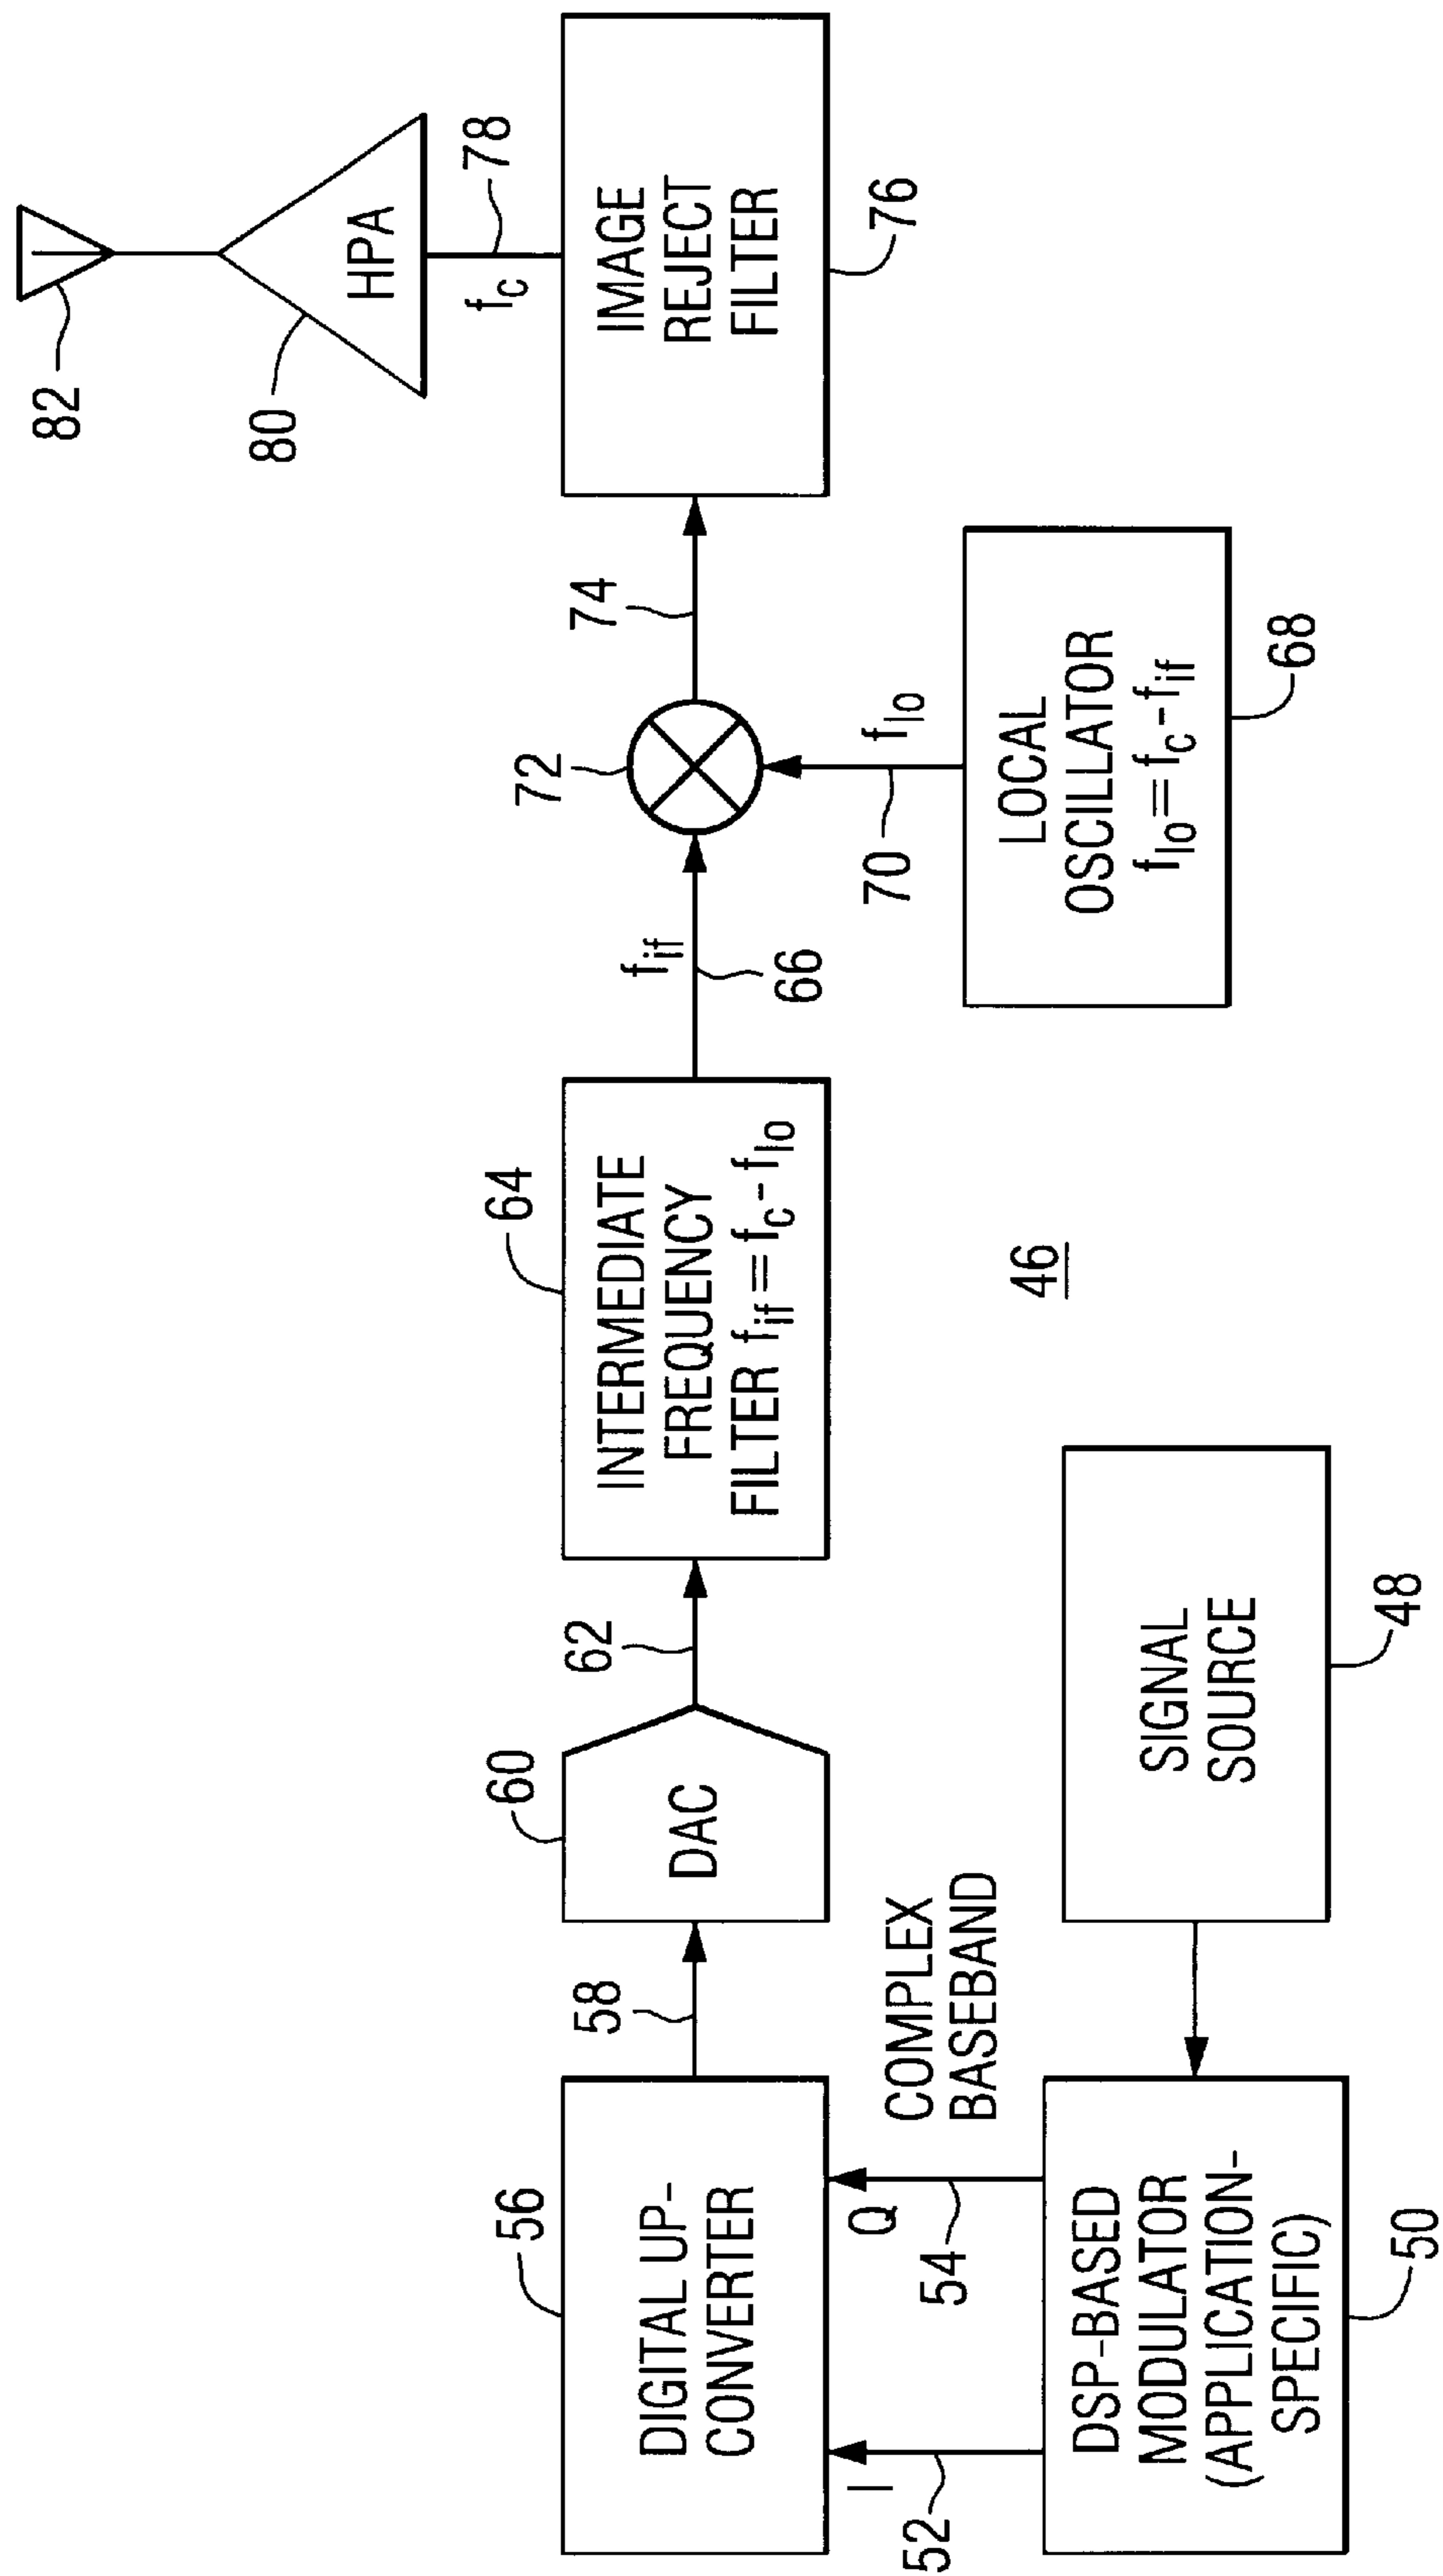 82
80
HPA
f_c
78
IMAGE
REJECT
FILTER
76
74
72
f_lo
70
LOCAL
OSCILLATOR
f_lo = f_c - f_if
68
f_if
66
64
INTERMEDIATE
FREQUENCY
FILTER f_if = f_c - f_lo
46
62
60
DAC
58
SIGNAL
SOURCE
48
COMPLEX
BASEBAND
56
DIGITAL UP-
CONVERTER
Q
54
I
52
DSP-BASED
MODULATOR
(APPLICATION-
SPECIFIC)
50